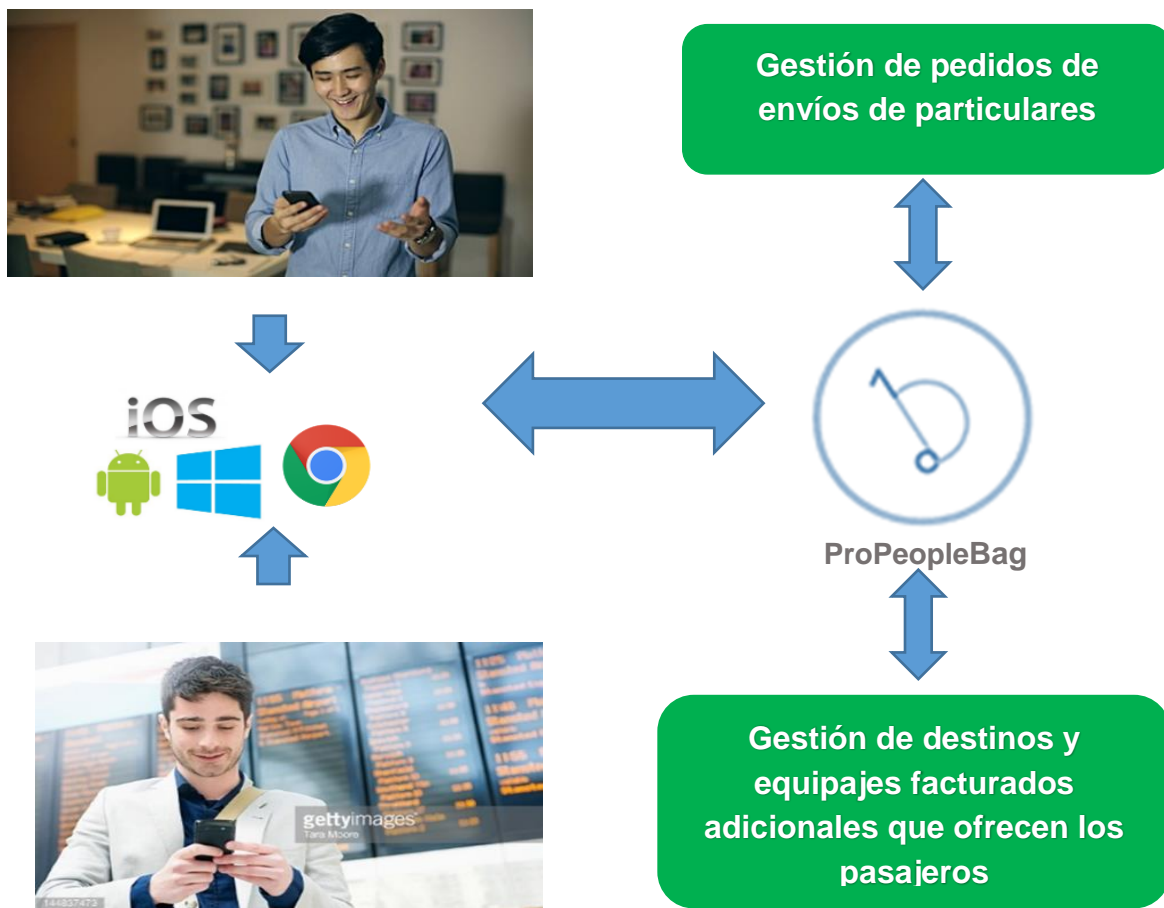 Gestión de pedidos de
envíos de particulares
iOS
ProPeopleBag
gettyimages®
Tara Moore
144837473
Gestión de destinos y
equipajes facturados
adicionales que ofrecen los
pasajeros